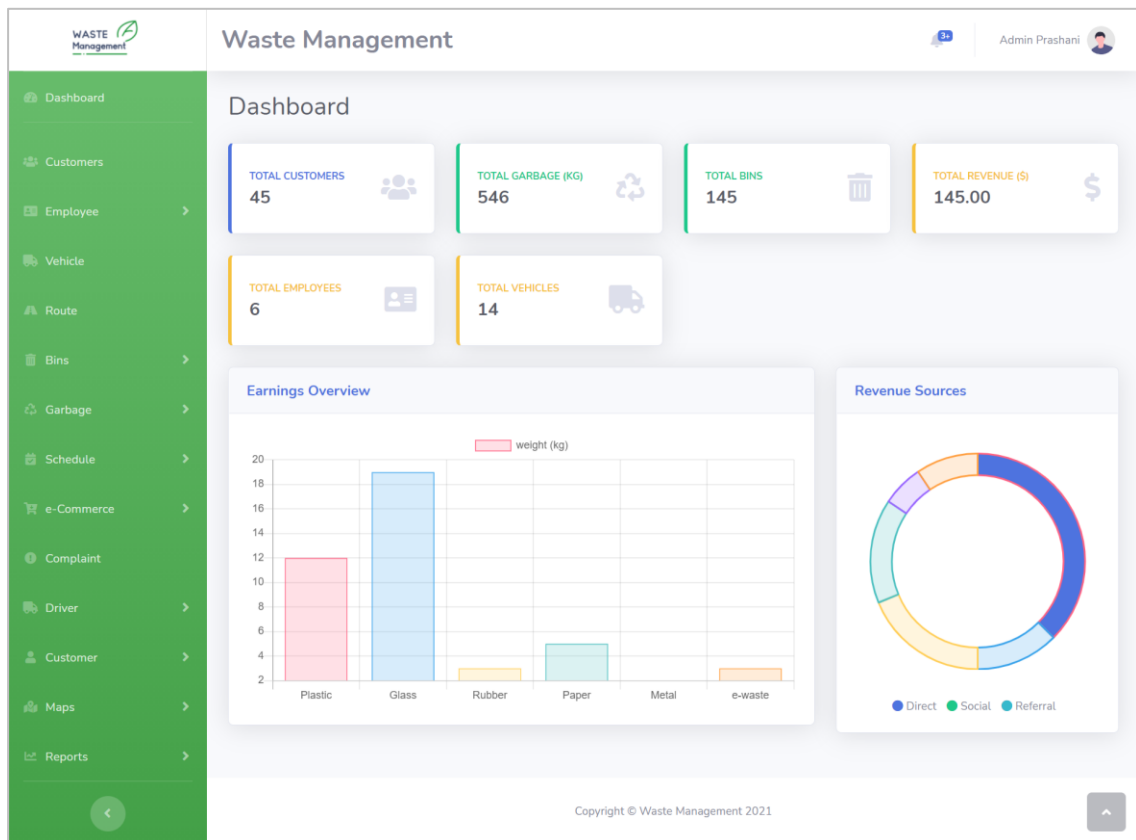 WASTE
Management
Waste Management
3+
Admin Prashani
Dashboard
Customers
Employee
Vehicle
Route
Bins
Garbage
Schedule
e-Commerce
Complaint
Driver
Customer
Maps
Reports
Dashboard
TOTAL CUSTOMERS
45
TOTAL GARBAGE (KG)
546
TOTAL BINS
145
TOTAL REVENUE ($)
145.00
TOTAL EMPLOYEES
6
TOTAL VEHICLES
14
Earnings Overview
weight (kg)
20
18
16
14
12
10
8
6
4
2
Plastic Glass Rubber Paper Metal e-waste
Revenue Sources
Direct Social Referral
Copyright © Waste Management 2021